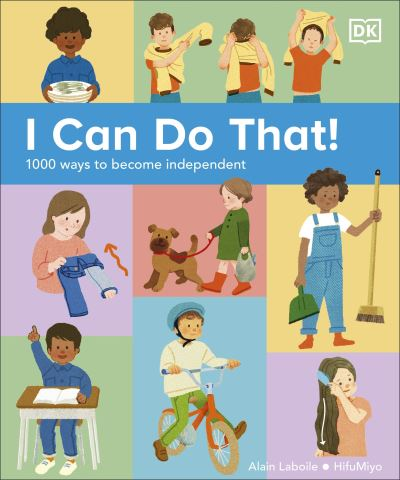 DK
I Can Do That!
1000 ways to become independent
Alain Laboile • HifuMiyo